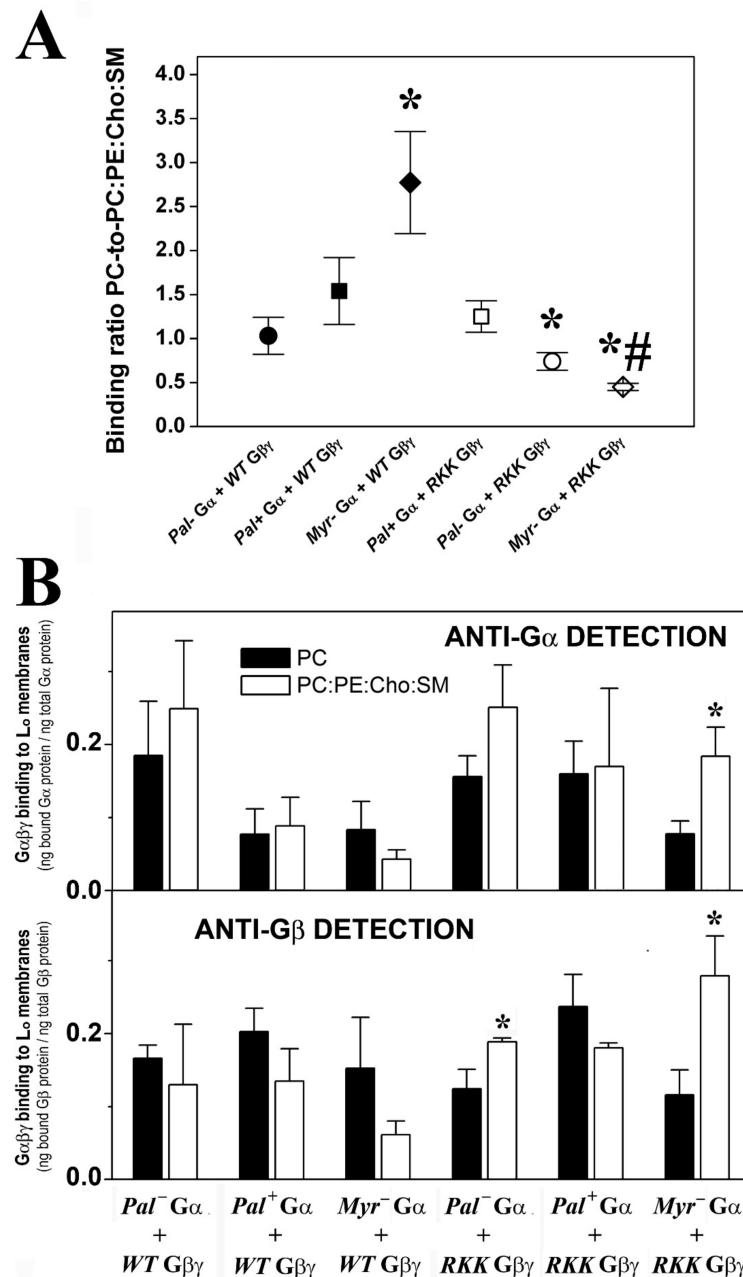 A
Binding ratio PC-to-PC:PE:Cho:SM
4.0
3.5
3.0
2.5
2.0
1.5
1.0
0.5
0.0
*
*
*#
Pal- Gα + WT Gβγ
Pal+ Gα + WT Gβγ
Myr- Gα + WT Gβγ
Pal+ Gα + RKK Gβγ
Pal- Gα + RKK Gβγ
Myr- Gα + RKK Gβγ
B
ANTI-Gα DETECTION
PC
PC:PE:Cho:SM
Gαβγ binding to Lo membranes
(ng bound Gα protein / ng total Gα protein)
0.2
0.0
*
ANTI-Gβ DETECTION
Gαβγ binding to Lo membranes
(ng bound Gβ protein / ng total Gβ protein)
0.2
0.0
*
*
Pal⁻ Gα
+
WT Gβγ
Pal⁺ Gα
+
WT Gβγ
Myr⁻ Gα
+
WT Gβγ
Pal⁻ Gα
+
RKK Gβγ
Pal⁺ Gα
+
RKK Gβγ
Myr⁻ Gα
+
RKK Gβγ